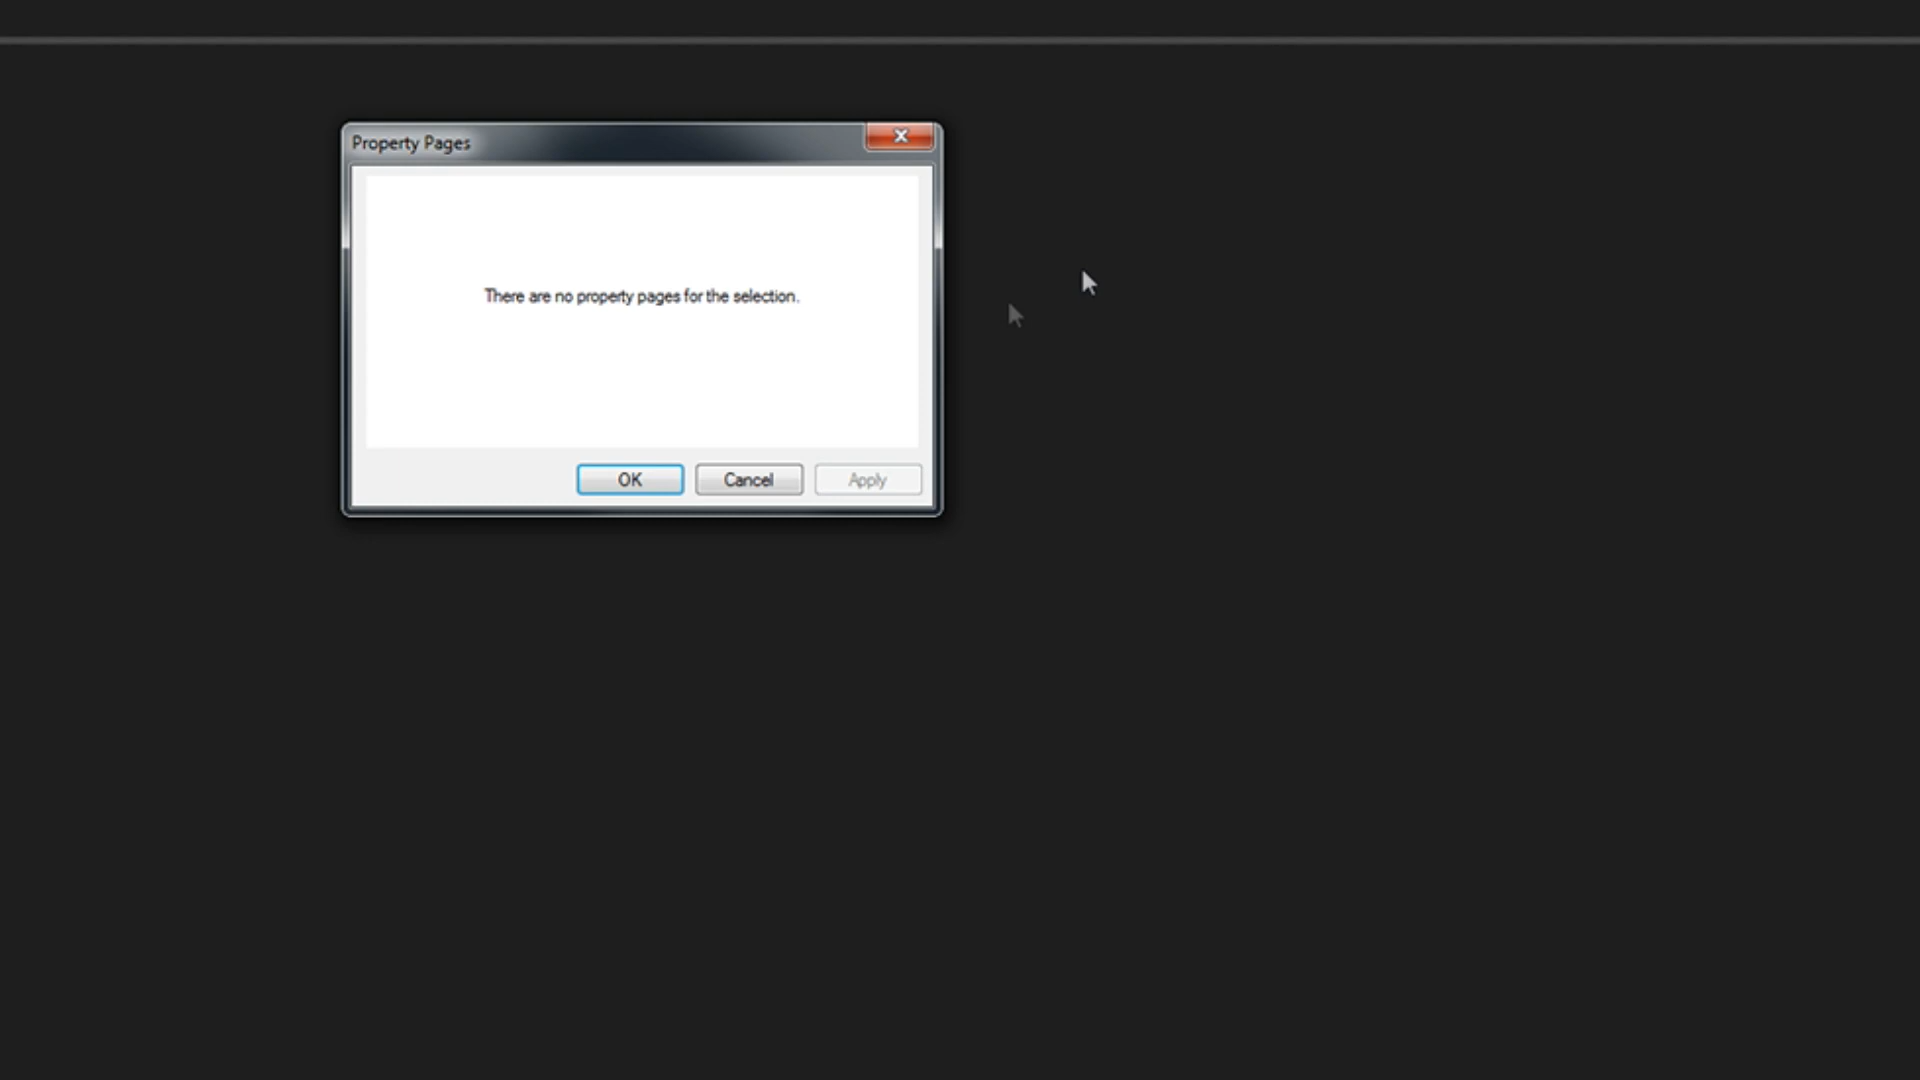 Property Pages
There are no property pages for the selection.
OK
Cancel
Apply